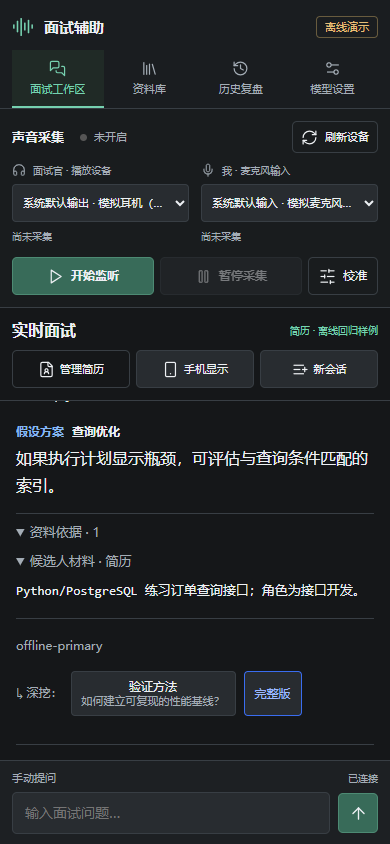 面试辅助
离线演示
面试工作区
资料库
历史复盘
模型设置
声音采集
未开启
刷新设备
面试官 · 播放设备
我 · 麦克风输入
系统默认输出 · 模拟耳机（...
系统默认输入 · 模拟麦克风...
尚未采集
尚未采集
开始监听
暂停采集
校准
实时面试
简历 · 离线回归样例
管理简历
手机显示
新会话
假设方案 查询优化
如果执行计划显示瓶颈，可评估与查询条件匹配的
索引。
▼ 资料依据 · 1
▼ 候选人材料 · 简历
Python/PostgreSQL 练习订单查询接口；角色为接口开发。
offline-primary
↳ 深挖：
验证方法
如何建立可复现的性能基线？
完整版
手动提问
已连接
输入面试问题...